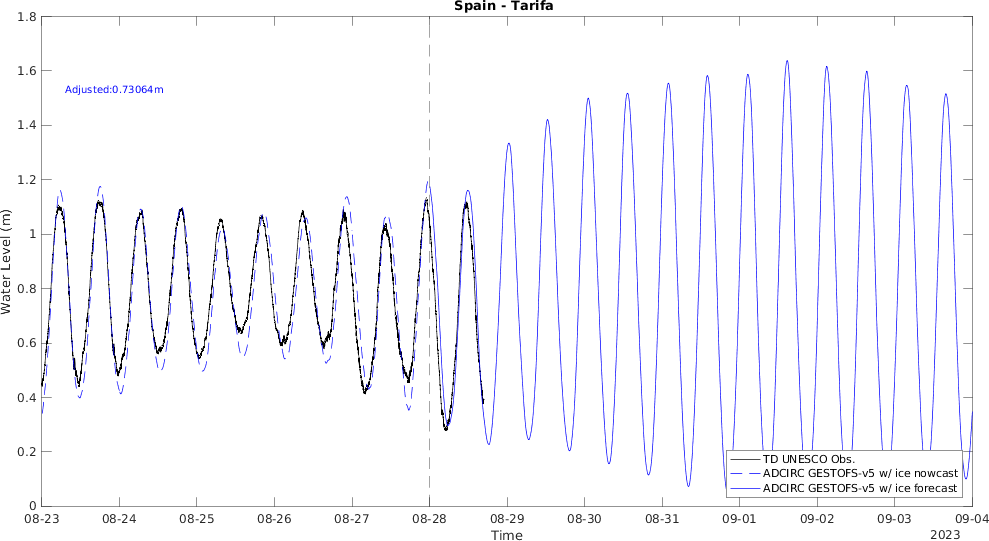 Spain - Tarifa
1.8
1.6
1.4
1.2
1
0.8
0.6
0.4
0.2
0
Water Level (m)
Adjusted:0.73064m
TD UNESCO Obs.
ADCIRC GESTOFS-v5 w/ ice nowcast
ADCIRC GESTOFS-v5 w/ ice forecast
08-23 08-24 08-25 08-26 08-27 08-28 08-29 08-30 08-31 09-01 09-02 09-03 09-04
Time
2023